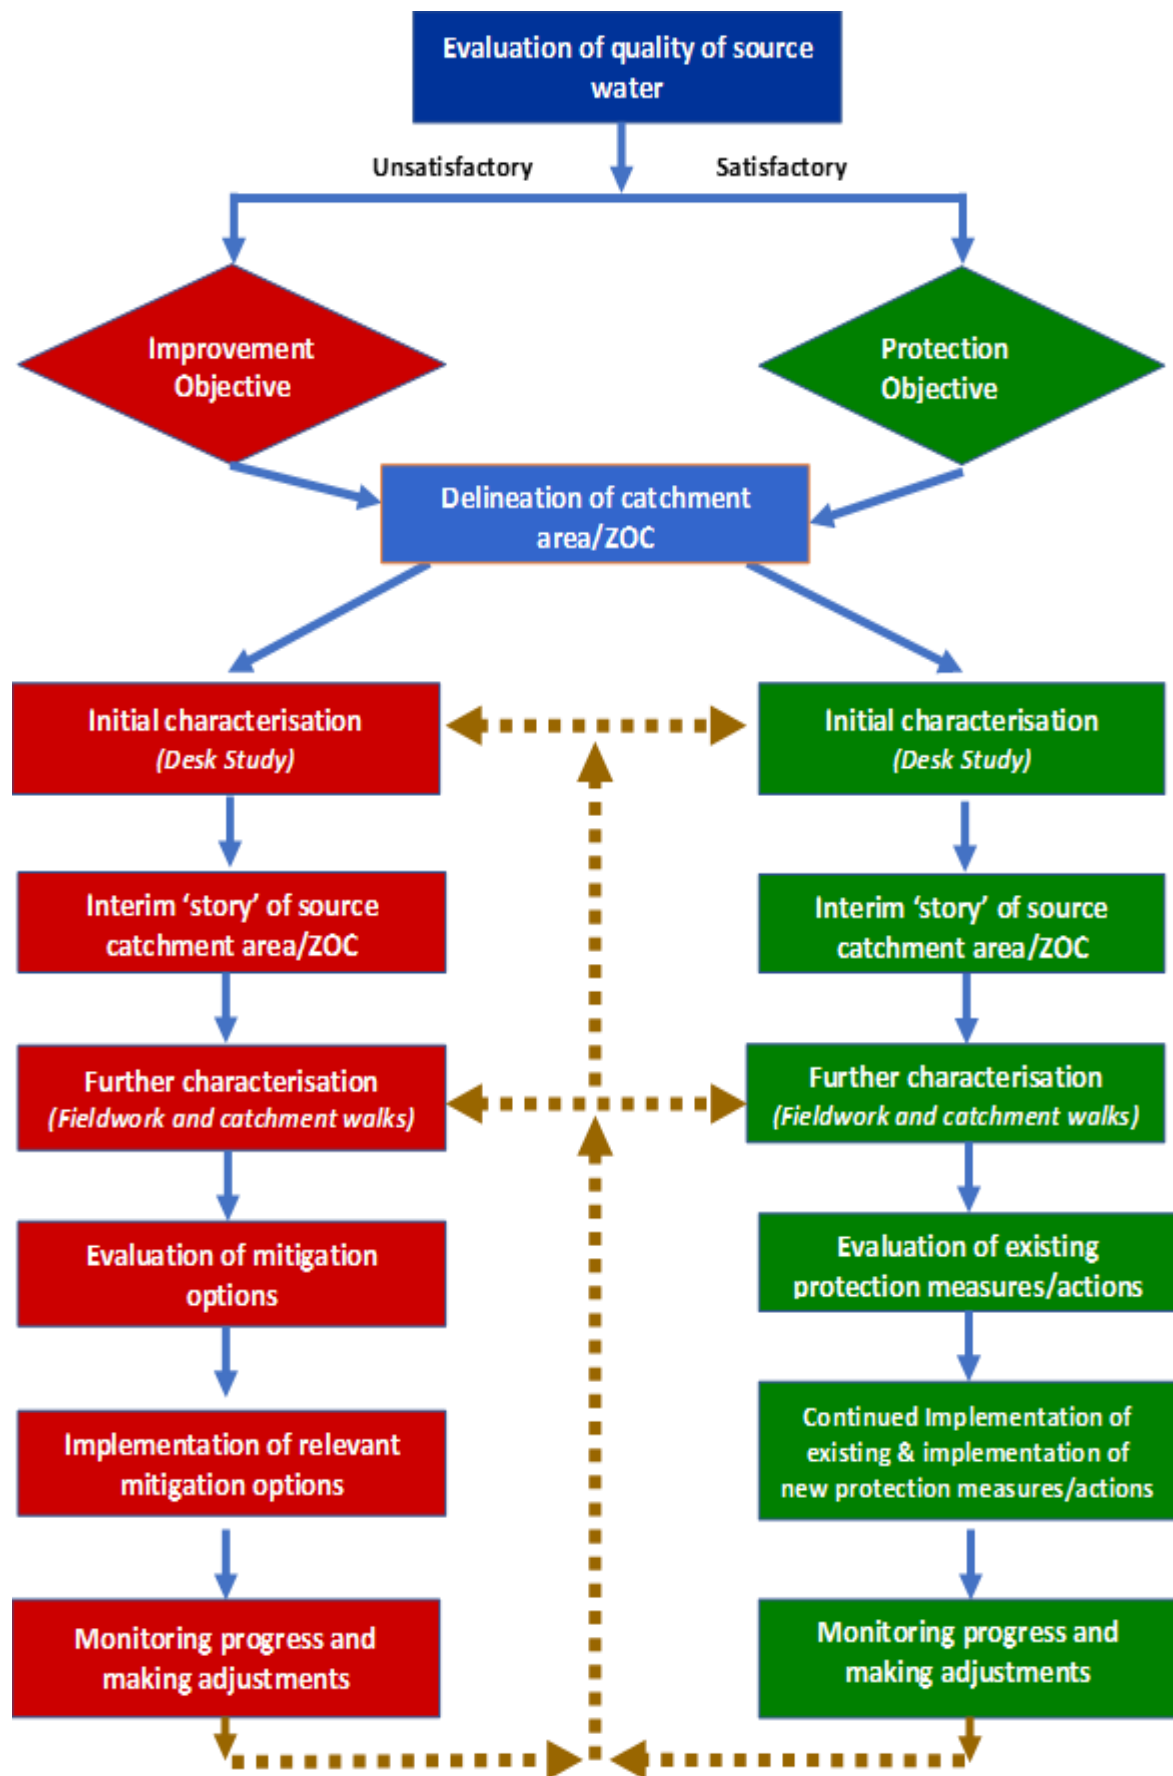 Evaluation of quality of source
water
Unsatisfactory
Satisfactory
Improvement
Objective
Protection
Objective
Delineation of catchment
area/ZOC
Initial characterisation
(Desk Study)
Initial characterisation
(Desk Study)
Interim ‘story’ of source
catchment area/ZOC
Interim ‘story’ of source
catchment area/ZOC
Further characterisation
(Fieldwork and catchment walks)
Further characterisation
(Fieldwork and catchment walks)
Evaluation of mitigation
options
Evaluation of existing
protection measures/actions
Implementation of relevant
mitigation options
Continued Implementation of
existing & implementation of
new protection measures/actions
Monitoring progress and
making adjustments
Monitoring progress and
making adjustments